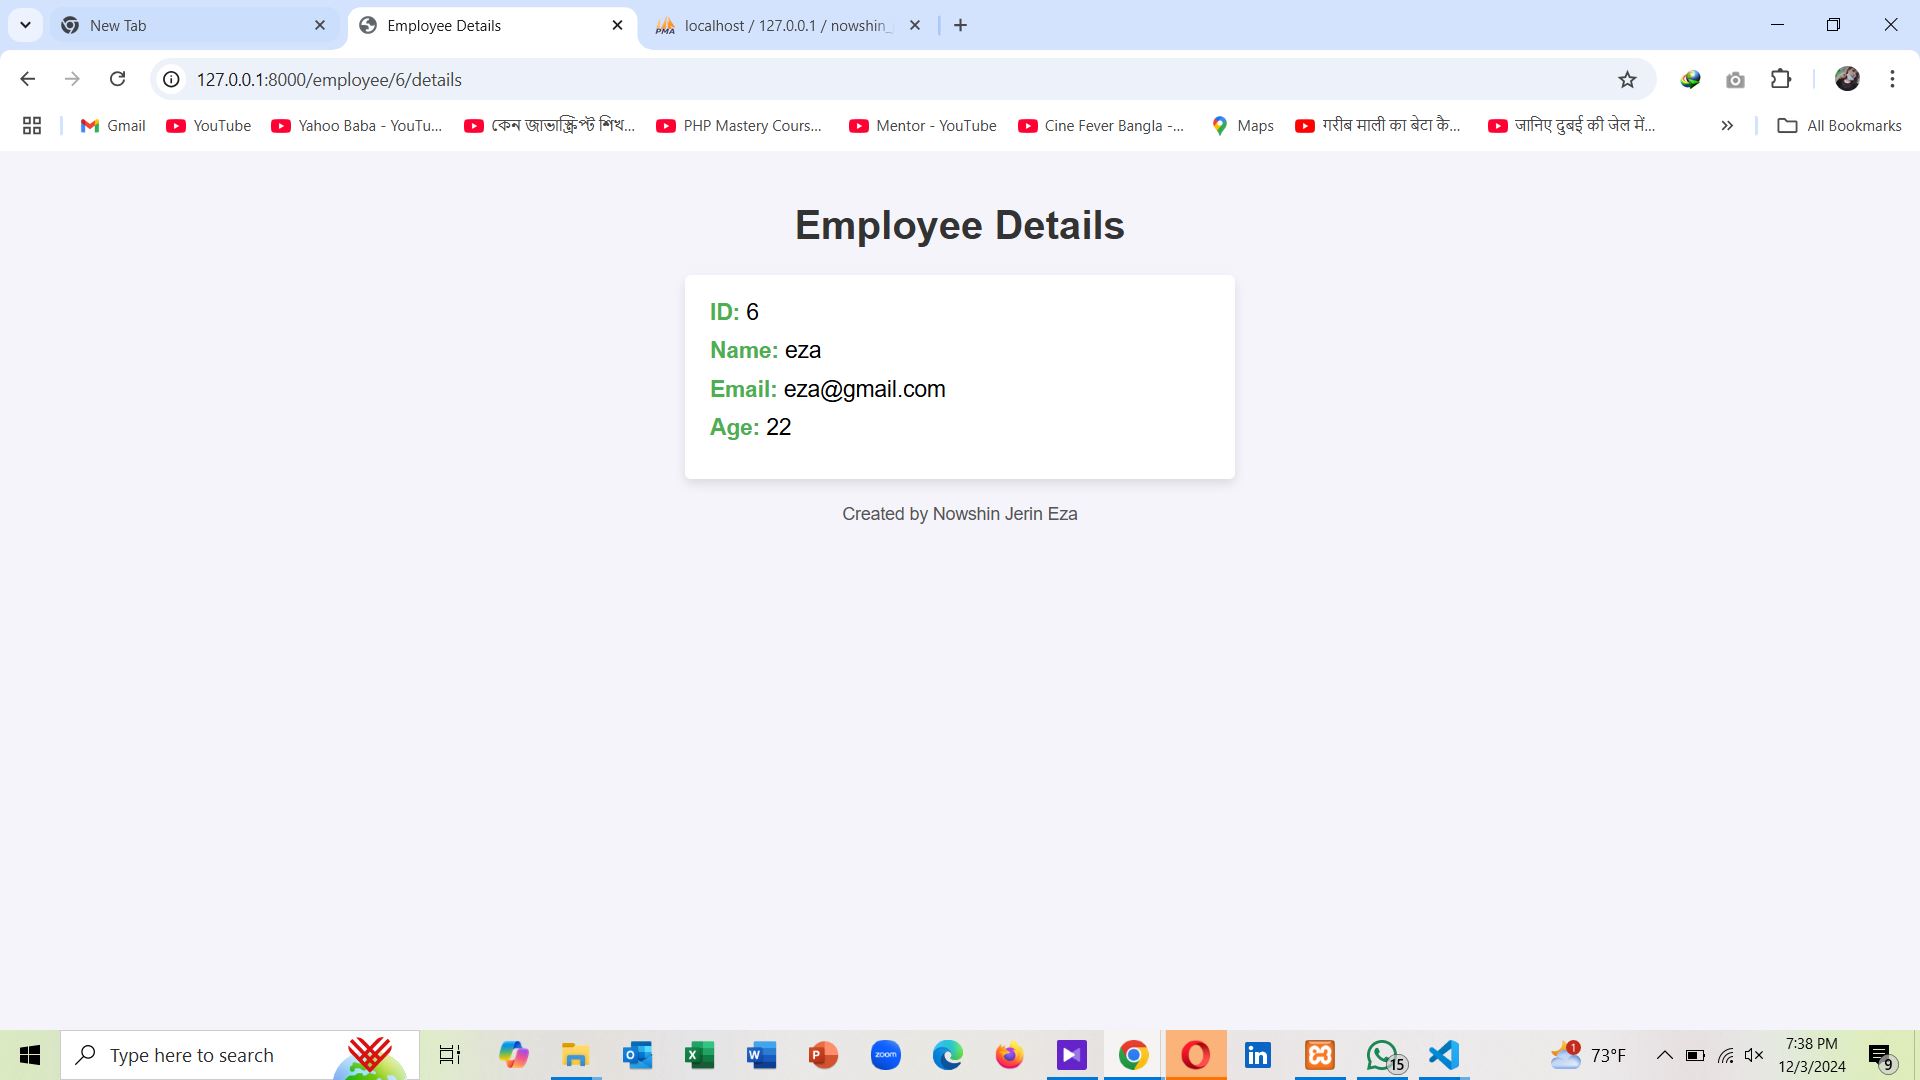 New Tab
Employee Details
localhost / 127.0.0.1 / nowshin_
127.0.0.1:8000/employee/6/details
Gmail
YouTube
Yahoo Baba - YouTu...
কেন জাভাস্ক্রিপ্ট শিখ...
PHP Mastery Cours...
Mentor - YouTube
Cine Fever Bangla -...
Maps
गरीब माली का बेटा कै...
जानिए दुबई की जेल में...
All Bookmarks
Employee Details
ID: 6
Name: eza
Email: eza@gmail.com
Age: 22
Created by Nowshin Jerin Eza
Type here to search
zoom
15
1
73°F
7:38 PM
12/3/2024
9